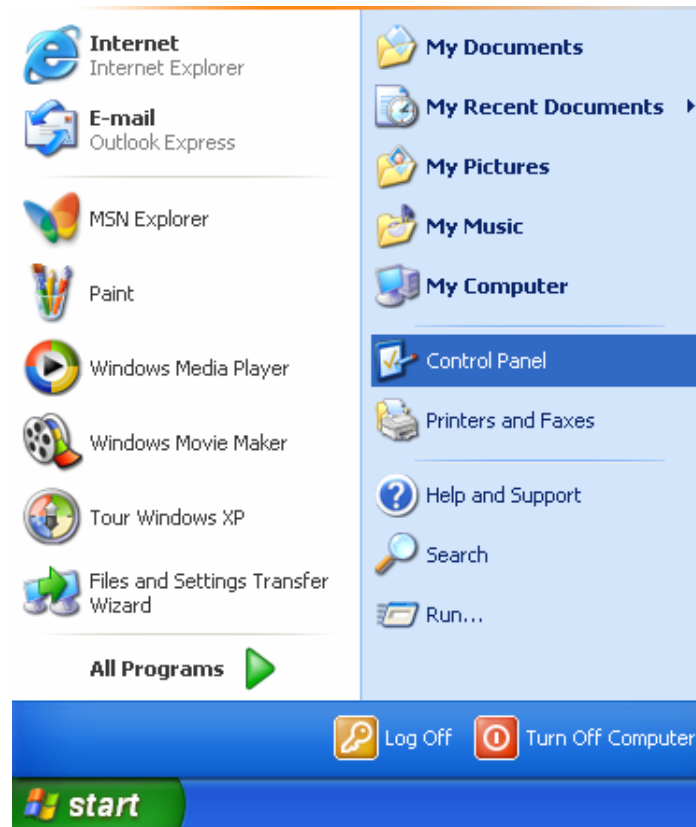 Internet
Internet Explorer
E-mail
Outlook Express
MSN Explorer
Paint
Windows Media Player
Windows Movie Maker
Tour Windows XP
Files and Settings Transfer
Wizard
All Programs
My Documents
My Recent Documents
My Pictures
My Music
My Computer
Control Panel
Printers and Faxes
Help and Support
Search
Run...
Log Off
Turn Off Computer
start